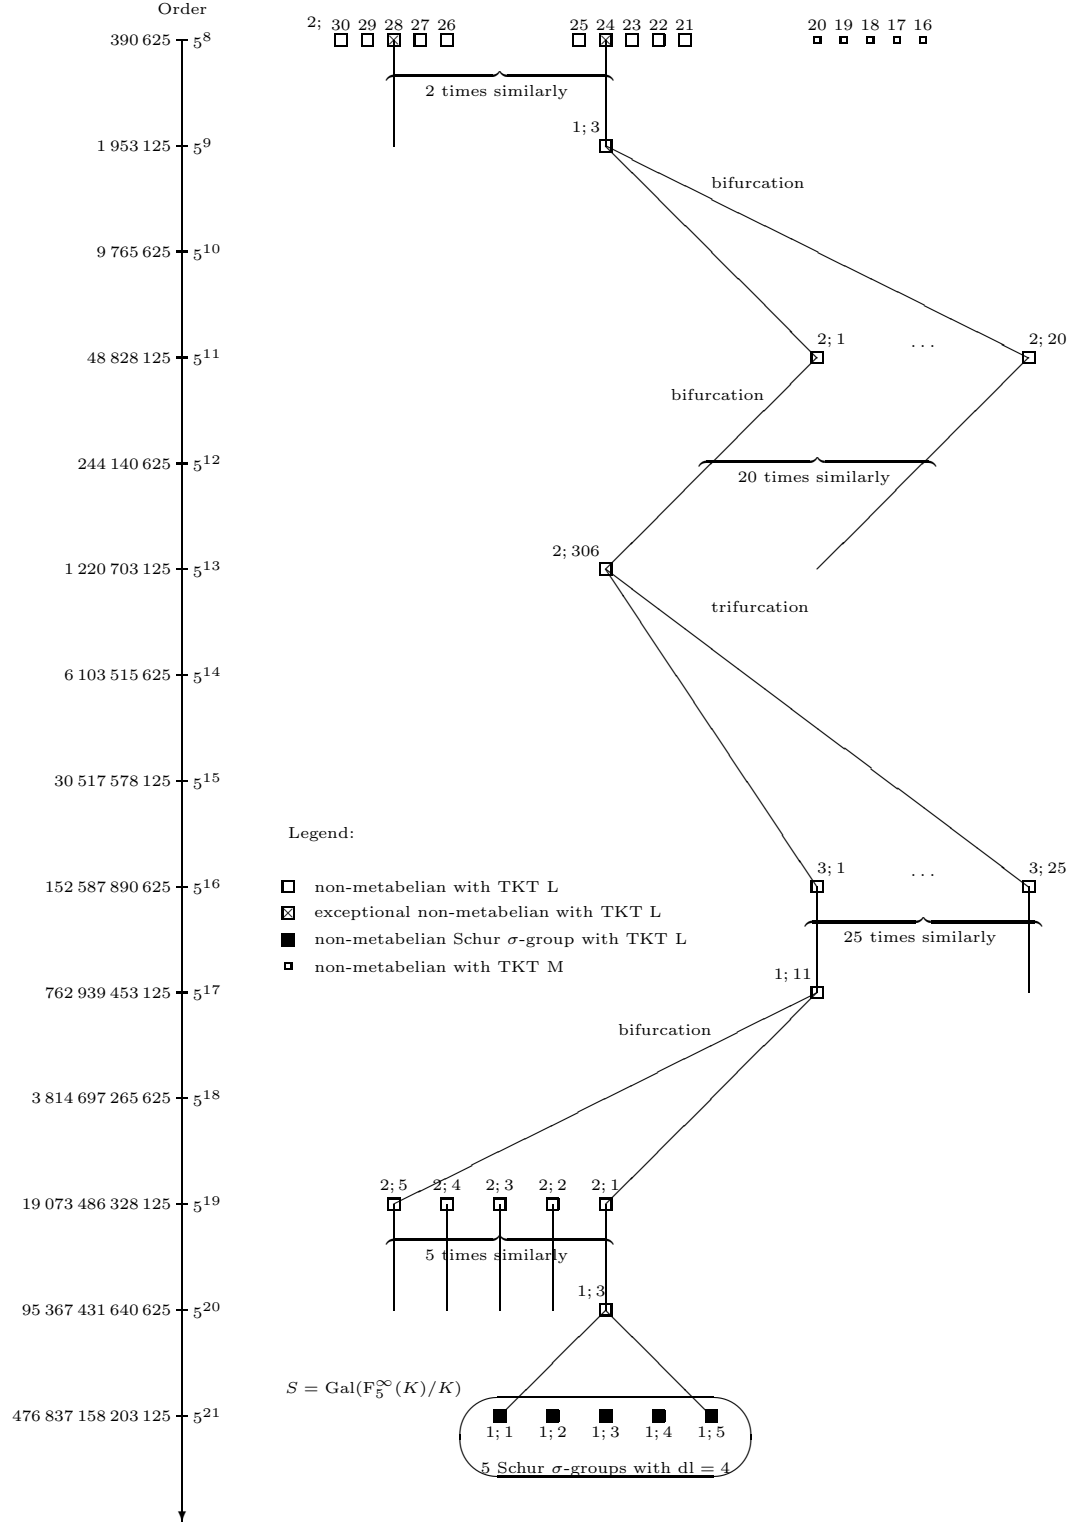 Order
2; 30 29 28 27 26 25 24 23 22 21 20 19 18 17 16
390 625 5^8
2 times similarly
1; 3
1 953 125 5^9
bifurcation
9 765 625 5^10
2; 1 ... 2; 20
48 828 125 5^11
bifurcation
244 140 625 5^12
20 times similarly
2; 306
1 220 703 125 5^13
trifurcation
6 103 515 625 5^14
30 517 578 125 5^15
Legend:
3; 1 ... 3; 25
152 587 890 625 5^16
non-metabelian with TKT L
exceptional non-metabelian with TKT L
25 times similarly
non-metabelian Schur σ-group with TKT L
non-metabelian with TKT M
1; 11
762 939 453 125 5^17
bifurcation
3 814 697 265 625 5^18
2; 5 2; 4 2; 3 2; 2 2; 1
19 073 486 328 125 5^19
5 times similarly
1; 3
95 367 431 640 625 5^20
S = Gal(F_5^∞(K)/K)
476 837 158 203 125 5^21
1; 1 1; 2 1; 3 1; 4 1; 5
5 Schur σ-groups with dl = 4